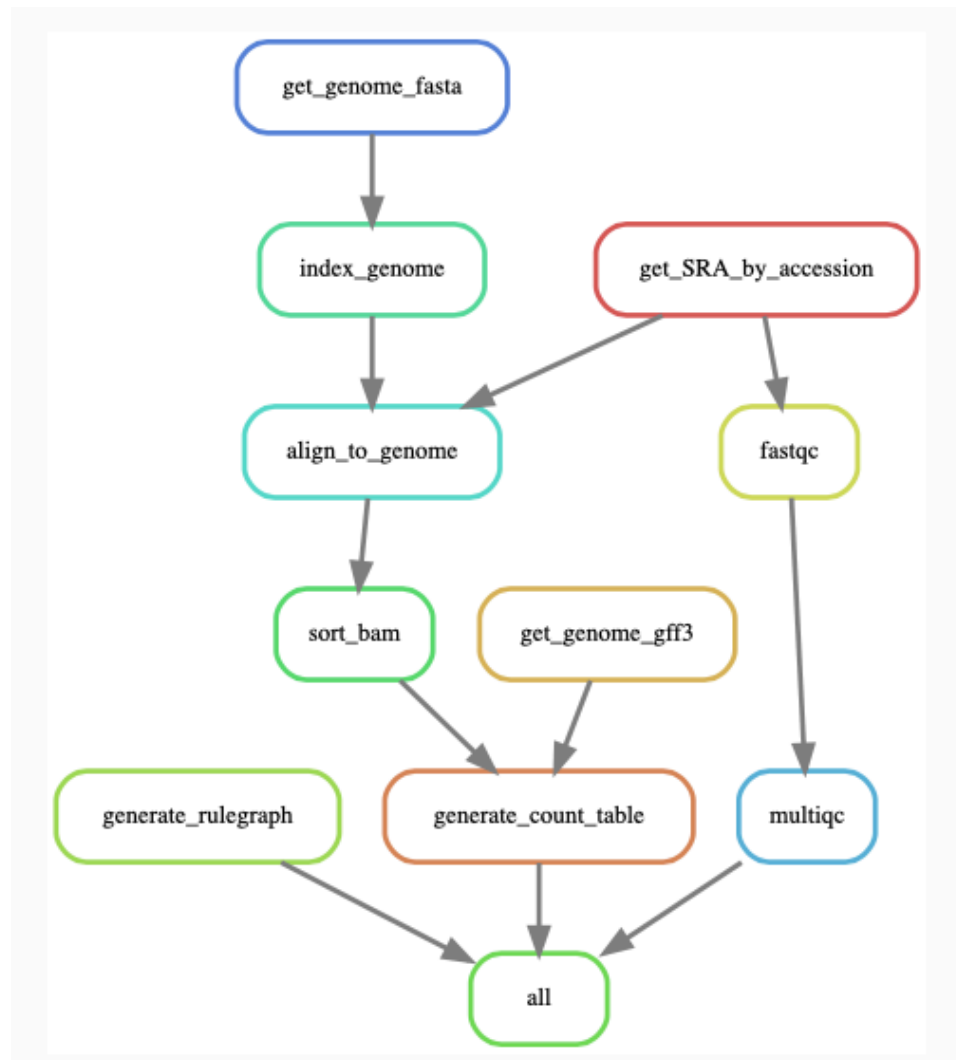 get_genome_fasta
index_genome
get_SRA_by_accession
align_to_genome
fastqc
sort_bam
get_genome_gff3
generate_rulegraph
generate_count_table
multiqc
all